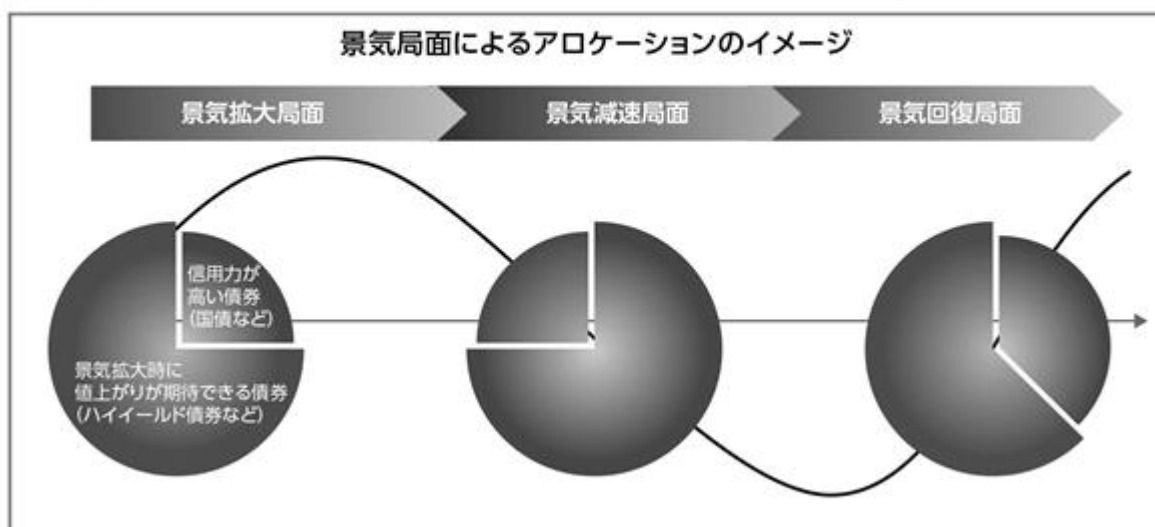 景気局面によるアロケーションのイメージ
景気拡大局面
景気減速局面
景気回復局面
信用力が
高い債券
(国債など)
景気拡大時に
値上がりが期待できる債券
(ハイイールド債券など)